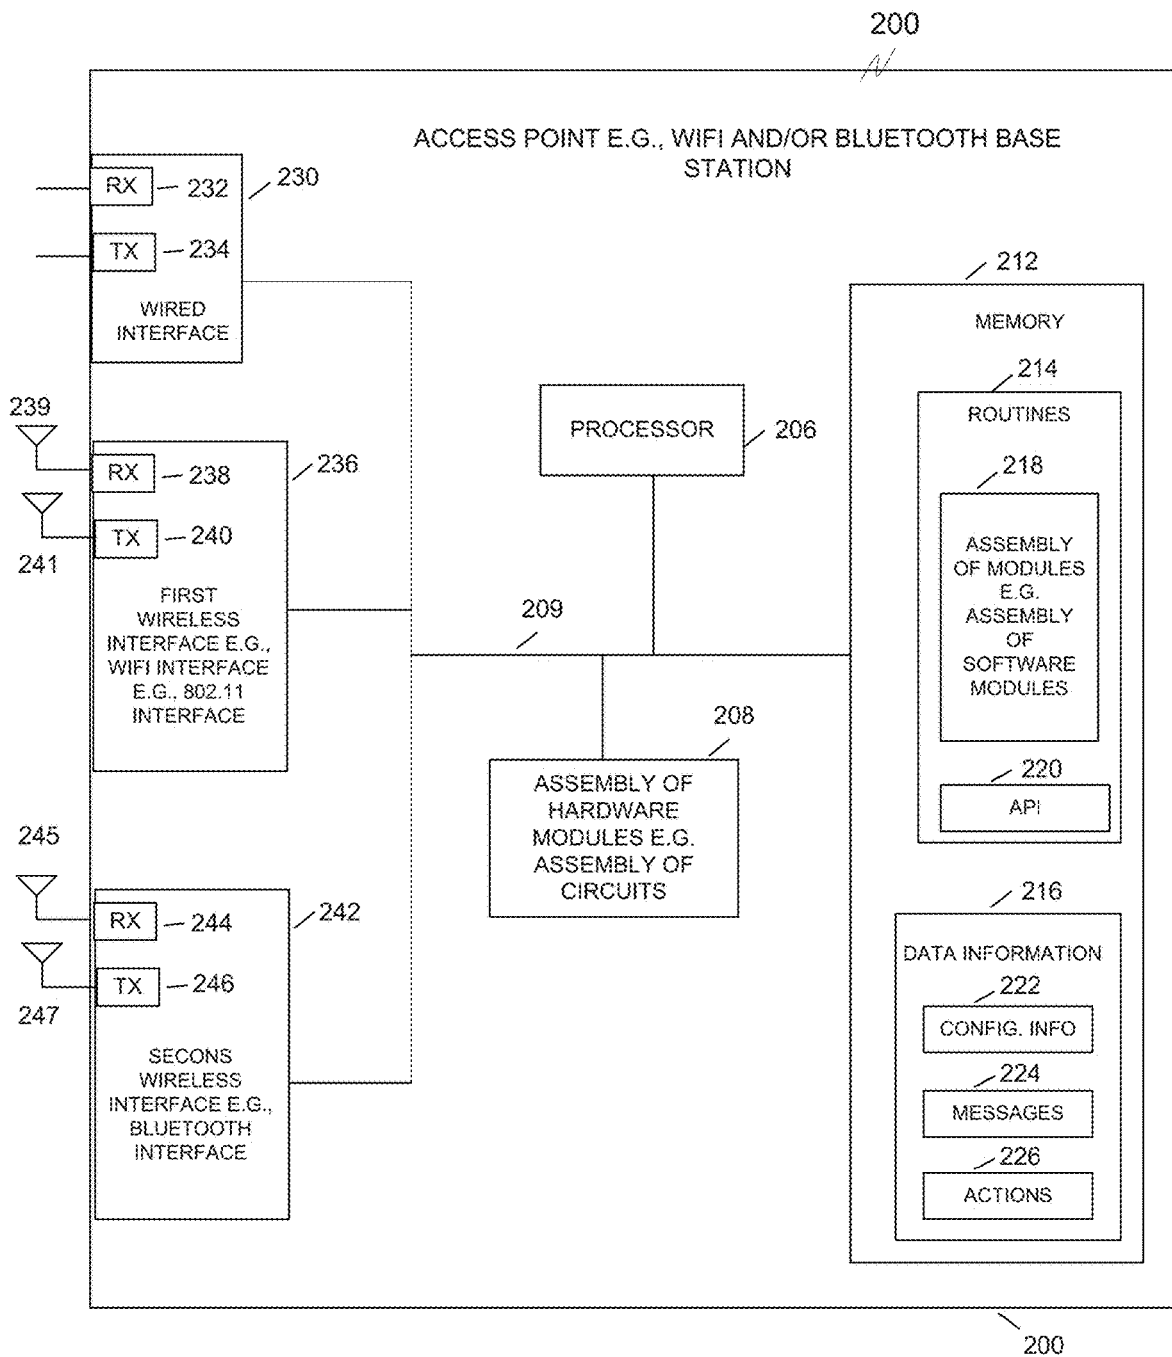 200
ACCESS POINT E.G., WIFI AND/OR BLUETOOTH BASE
STATION
RX
232
230
TX
234
WIRED
INTERFACE
239
RX
238
236
TX
240
241
FIRST
WIRELESS
INTERFACE E.G.,
WIFI INTERFACE
E.G., 802.11
INTERFACE
245
RX
244
242
TX
246
247
SECONS
WIRELESS
INTERFACE E.G.,
BLUETOOTH
INTERFACE
PROCESSOR
206
209
208
ASSEMBLY OF
HARDWARE
MODULES E.G.
ASSEMBLY OF
CIRCUITS
212
MEMORY
214
ROUTINES
218
ASSEMBLY
OF MODULES
E.G.
ASSEMBLY
OF
SOFTWARE
MODULES
220
API
216
DATA INFORMATION
222
CONFIG. INFO
224
MESSAGES
226
ACTIONS
200